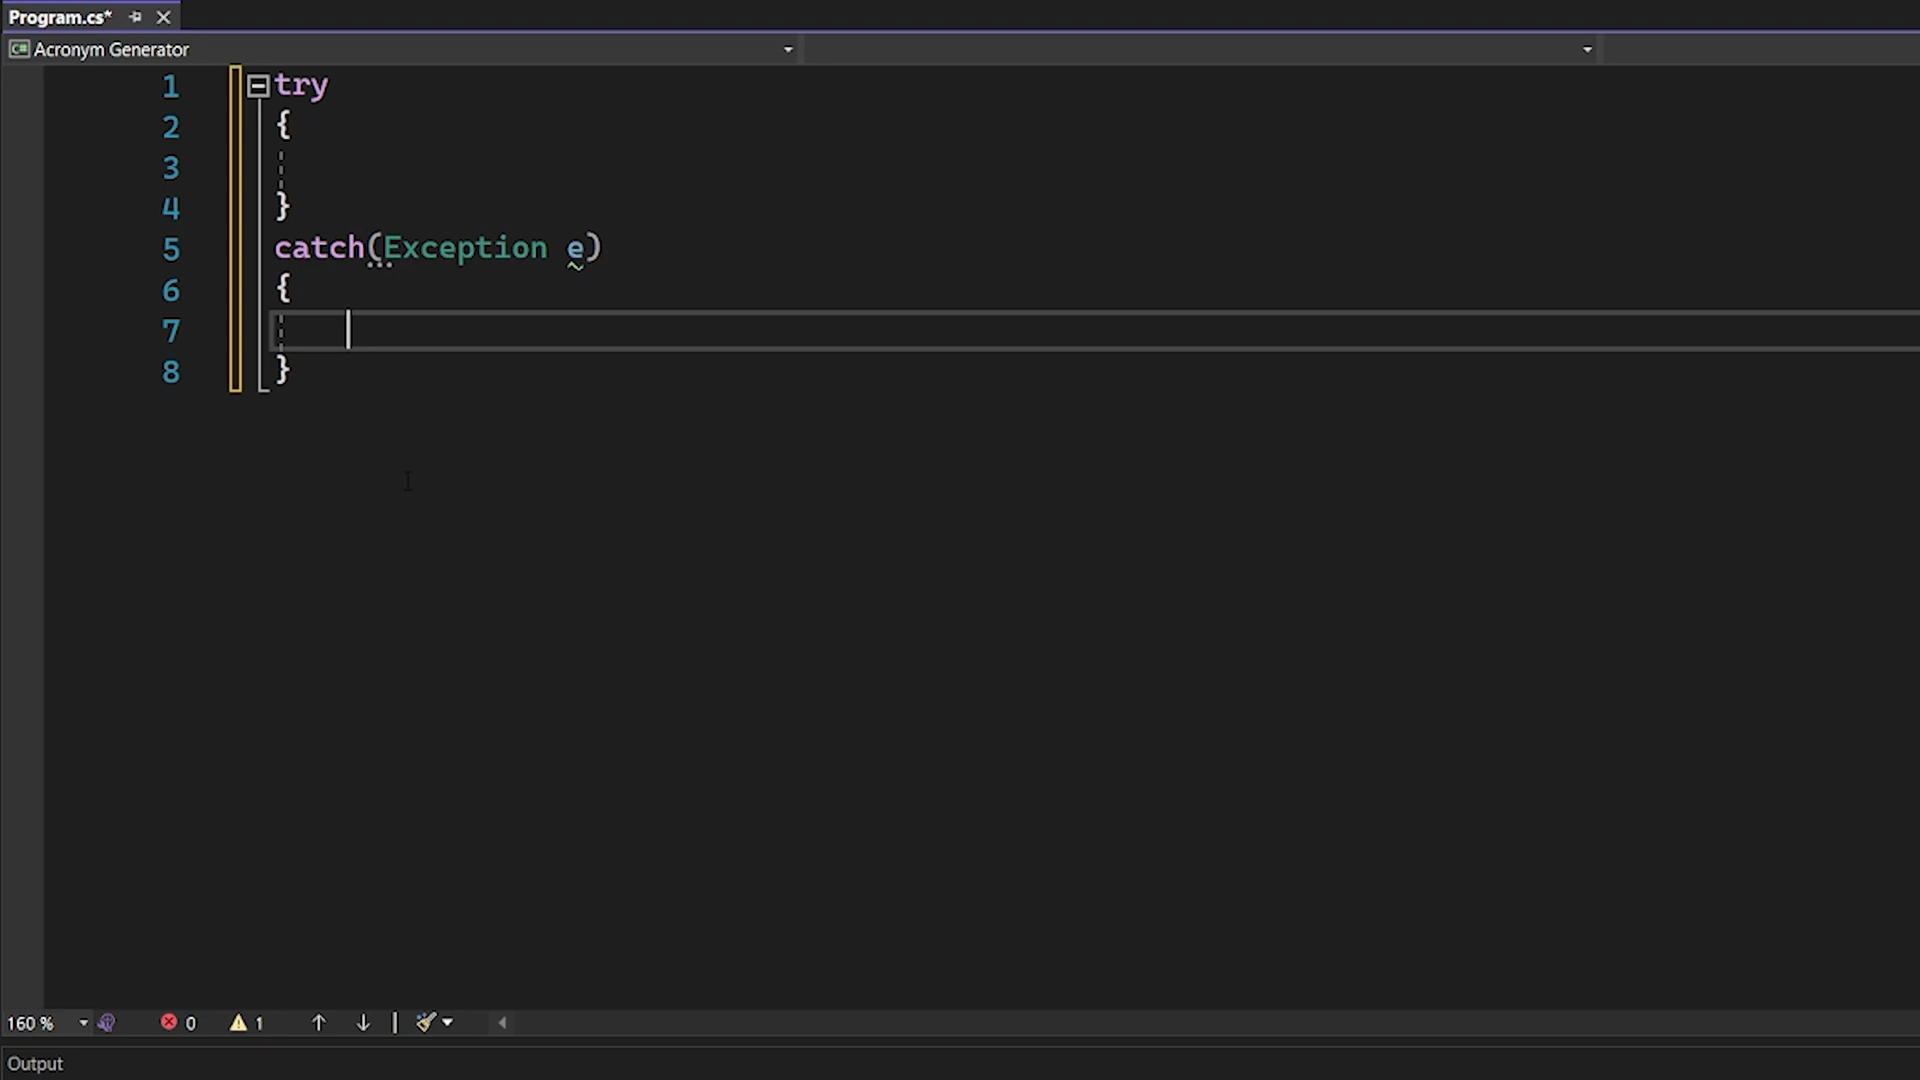 Program.cs*
C# Acronym Generator
1 try
2 {
3
4 }
5 catch(Exception e)
6 {
7
8 }
160 % 0 1
Output